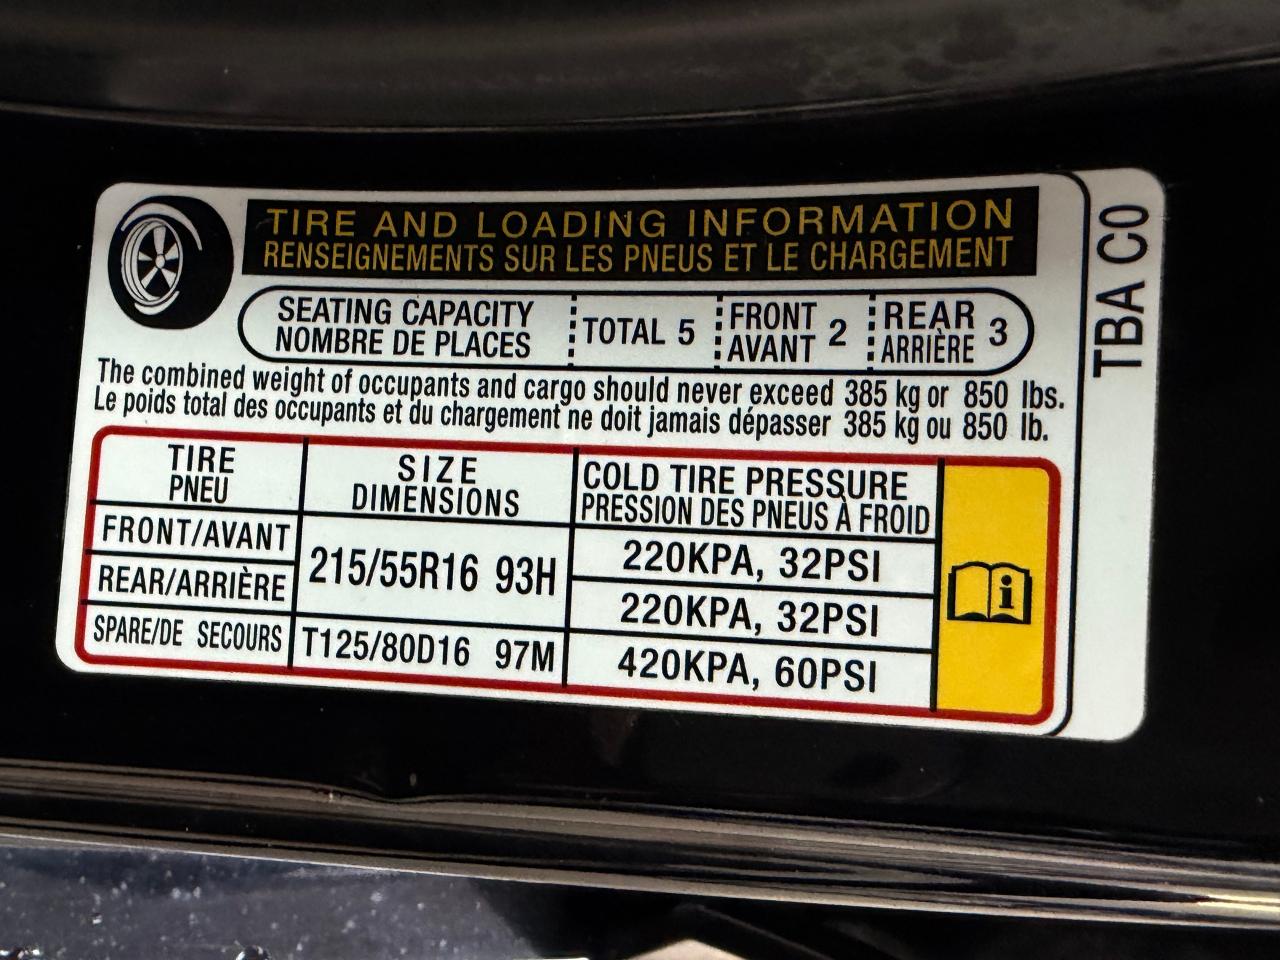 TIRE AND LOADING INFORMATION
RENSEIGNEMENTS SUR LES PNEUS ET LE CHARGEMENT
SEATING CAPACITY
NOMBRE DE PLACES
TOTAL 5
FRONT
AVANT 2
REAR
ARRIÈRE 3
The combined weight of occupants and cargo should never exceed 385 kg or 850 lbs.
Le poids total des occupants et du chargement ne doit jamais dépasser 385 kg ou 850 lb.
TIRE
PNEU
SIZE
DIMENSIONS
COLD TIRE PRESSURE
PRESSION DES PNEUS À FROID
FRONT/AVANT
215/55R16 93H
220KPA, 32PSI
REAR/ARRIÈRE
220KPA, 32PSI
SPARE/DE SECOURS
T125/80D16 97M
420KPA, 60PSI
i
TBA C0